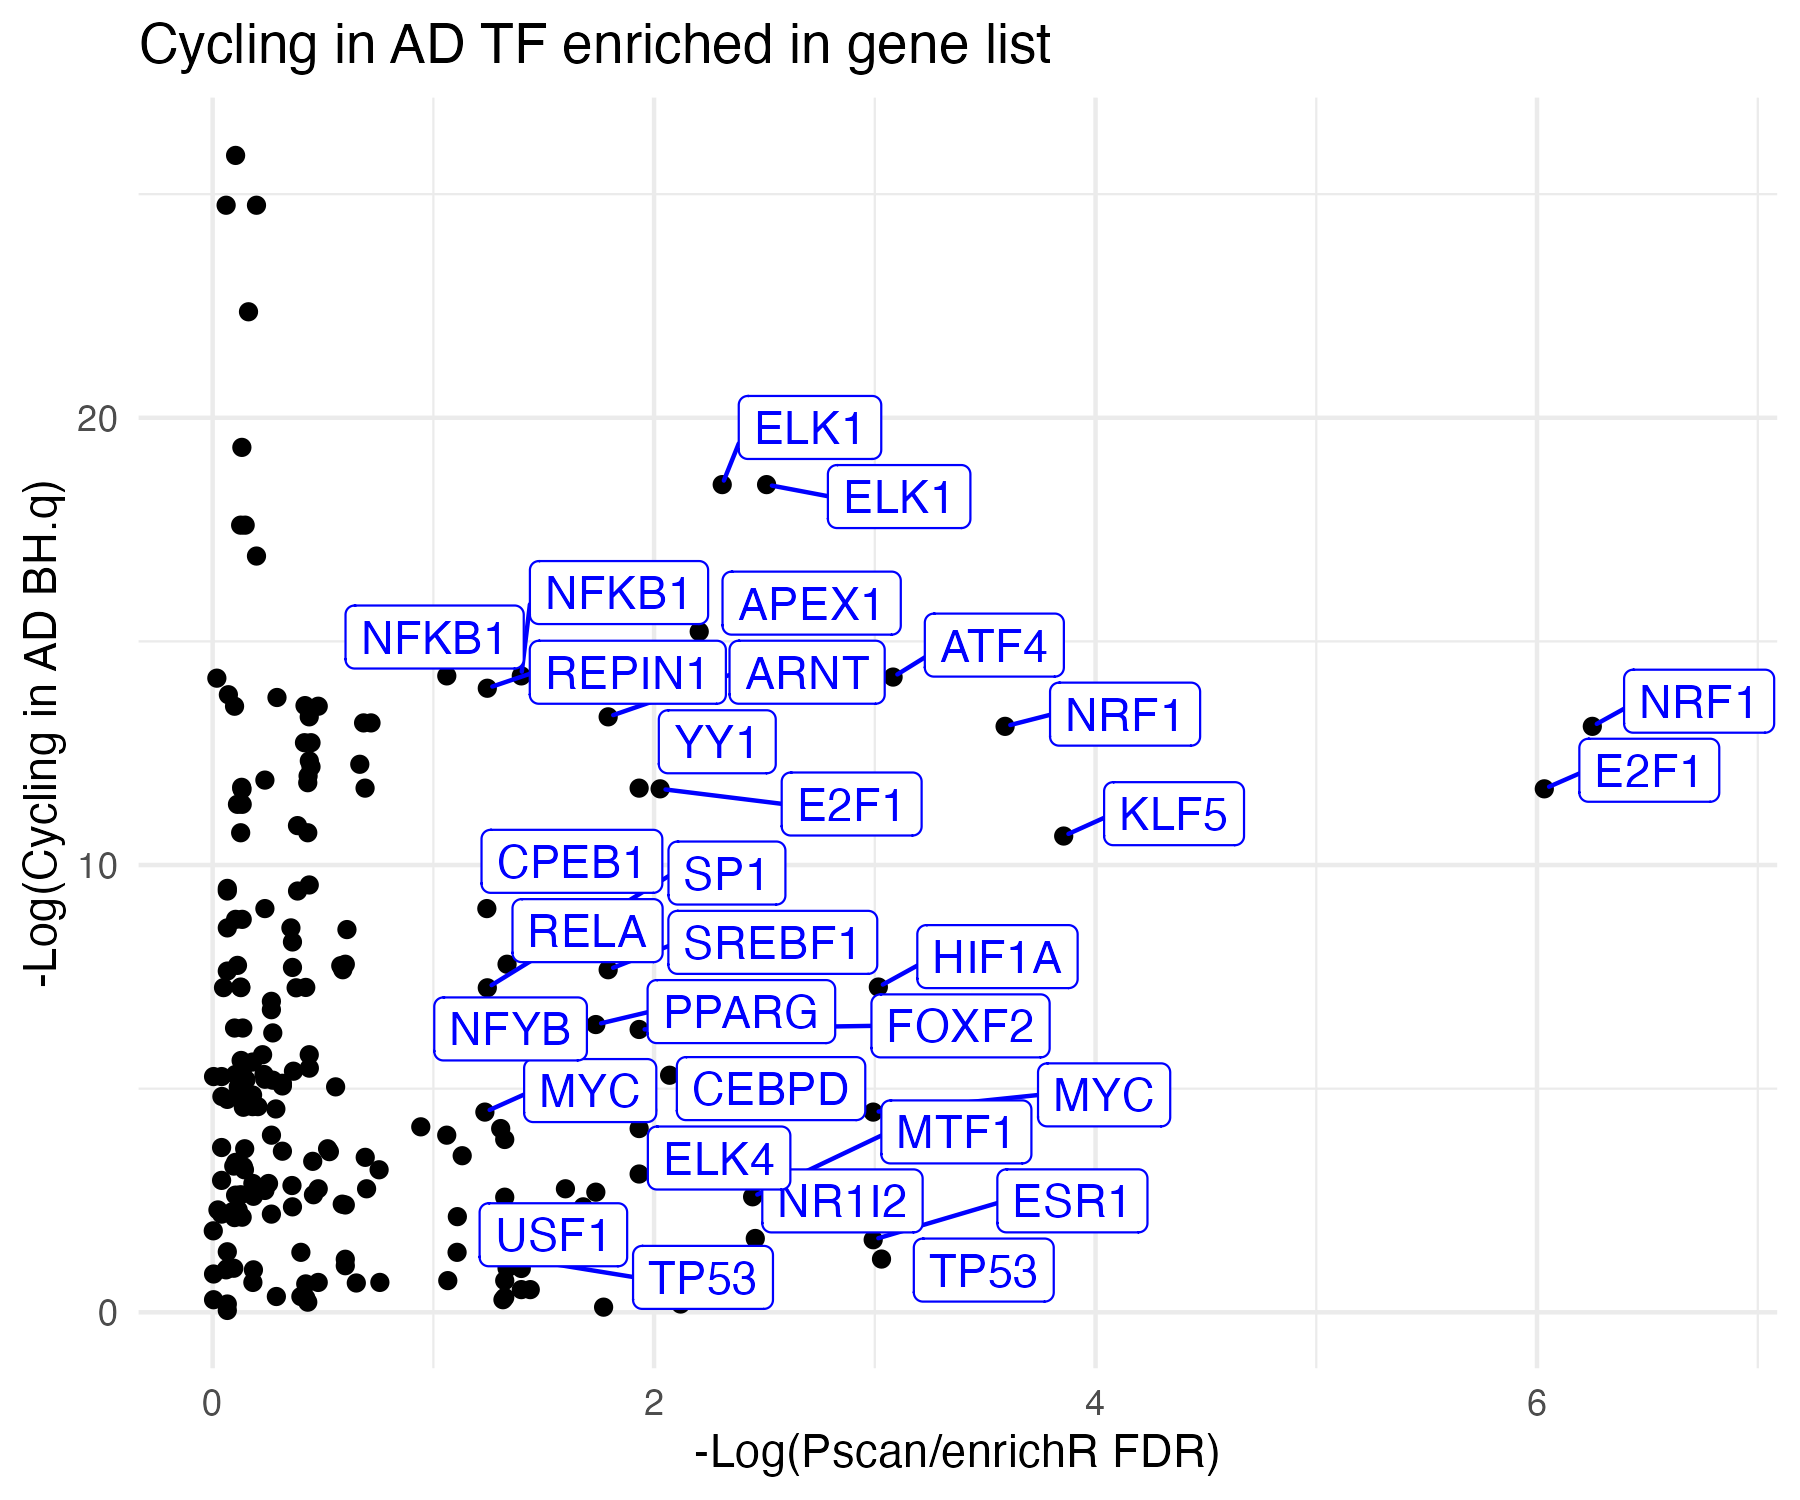 Cycling in AD TF enriched in gene list
-Log(Cycling in AD BH.q)
20
10
0
ELK1
ELK1
NFKB1
APEX1
NFKB1
ATF4
REPIN1
ARNT
NRF1
NRF1
YY1
E2F1
E2F1
KLF5
CPEB1
SP1
RELA
SREBF1
HIF1A
PPARG
NFYB
FOXF2
MYC
CEBPD
MYC
MTF1
ELK4
NR1I2
ESR1
USF1
TP53
TP53
0
2
4
6
-Log(Pscan/enrichR FDR)